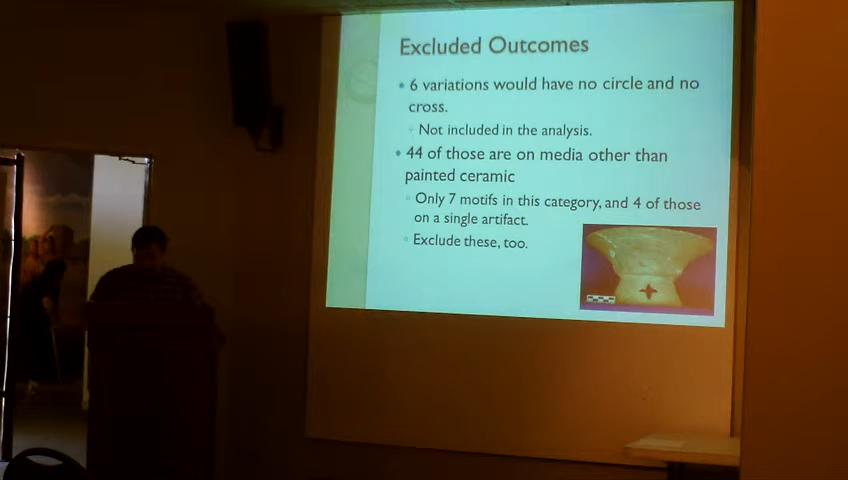 Excluded Outcomes
6 variations would have no circle and no
cross.
Not included in the analysis.
44 of those are on media other than
painted ceramic
Only 7 motifs in this category, and 4 of those
on a single artifact.
Exclude these, too.